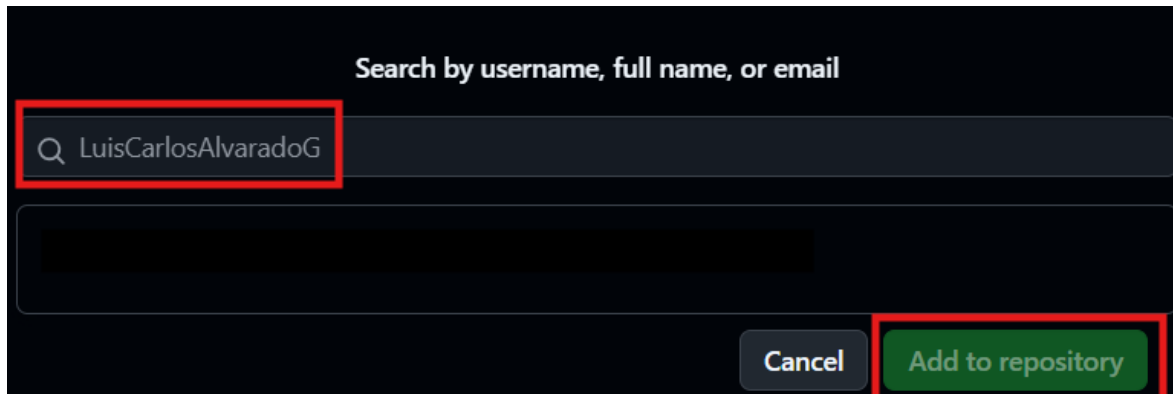 Search by username, full name, or email
LuisCarlosAlvaradoG
Cancel
Add to repository